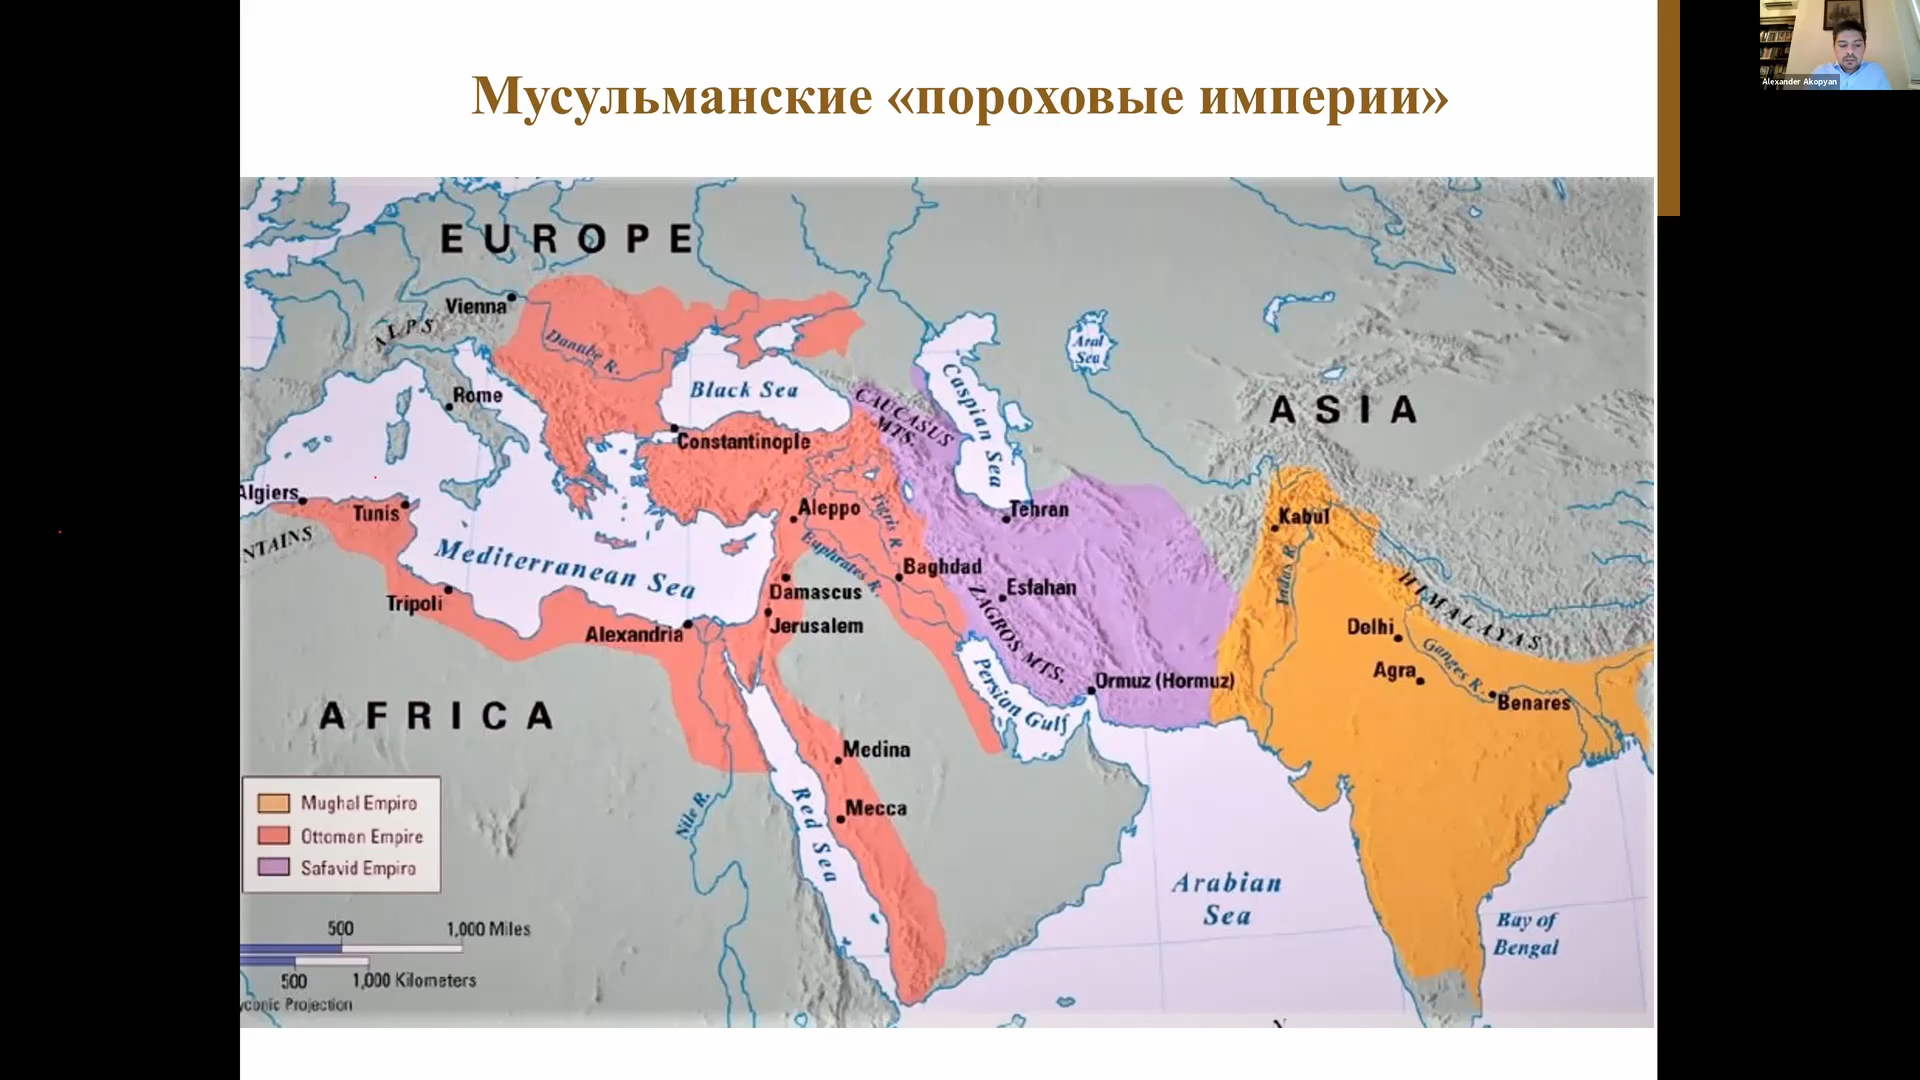 Мусульманские «пороховые империи»
Alexander Akopyan
EUROPE
Vienna
ALPS
Danube R.
Rome
Black Sea
CAUCASUS
MTS.
Caspian Sea
Aral
Sea
ASIA
Constantinople
Algiers
Tunis
NTAINS
Mediterranean Sea
Aleppo
Tigris R.
Euphrates R.
Tehran
Kabul
Baghdad
Esfahan
Damascus
Indus R.
HIMALAYAS
Tripoli
Alexandria
Jerusalem
ZAGROS MTS.
Delhi
Ganges R.
Agra
Benares
Persian Gulf
Ormuz (Hormuz)
AFRICA
Medina
Mecca
Nile R.
Red Sea
Mughal Empire
Ottoman Empire
Safavid Empire
Arabian
Sea
Bay of
Bengal
500 1,000 Miles
500 1,000 Kilometers
yconic Projection
N